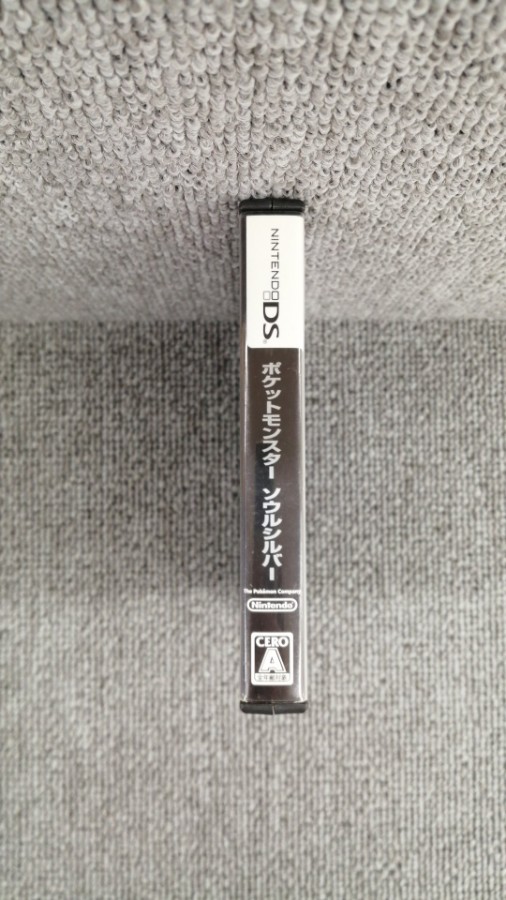 NINTENDO DS
ポケットモンスター ソウルシルバー
The Pokémon Company
Nintendo
CERO
A
全年齢対象